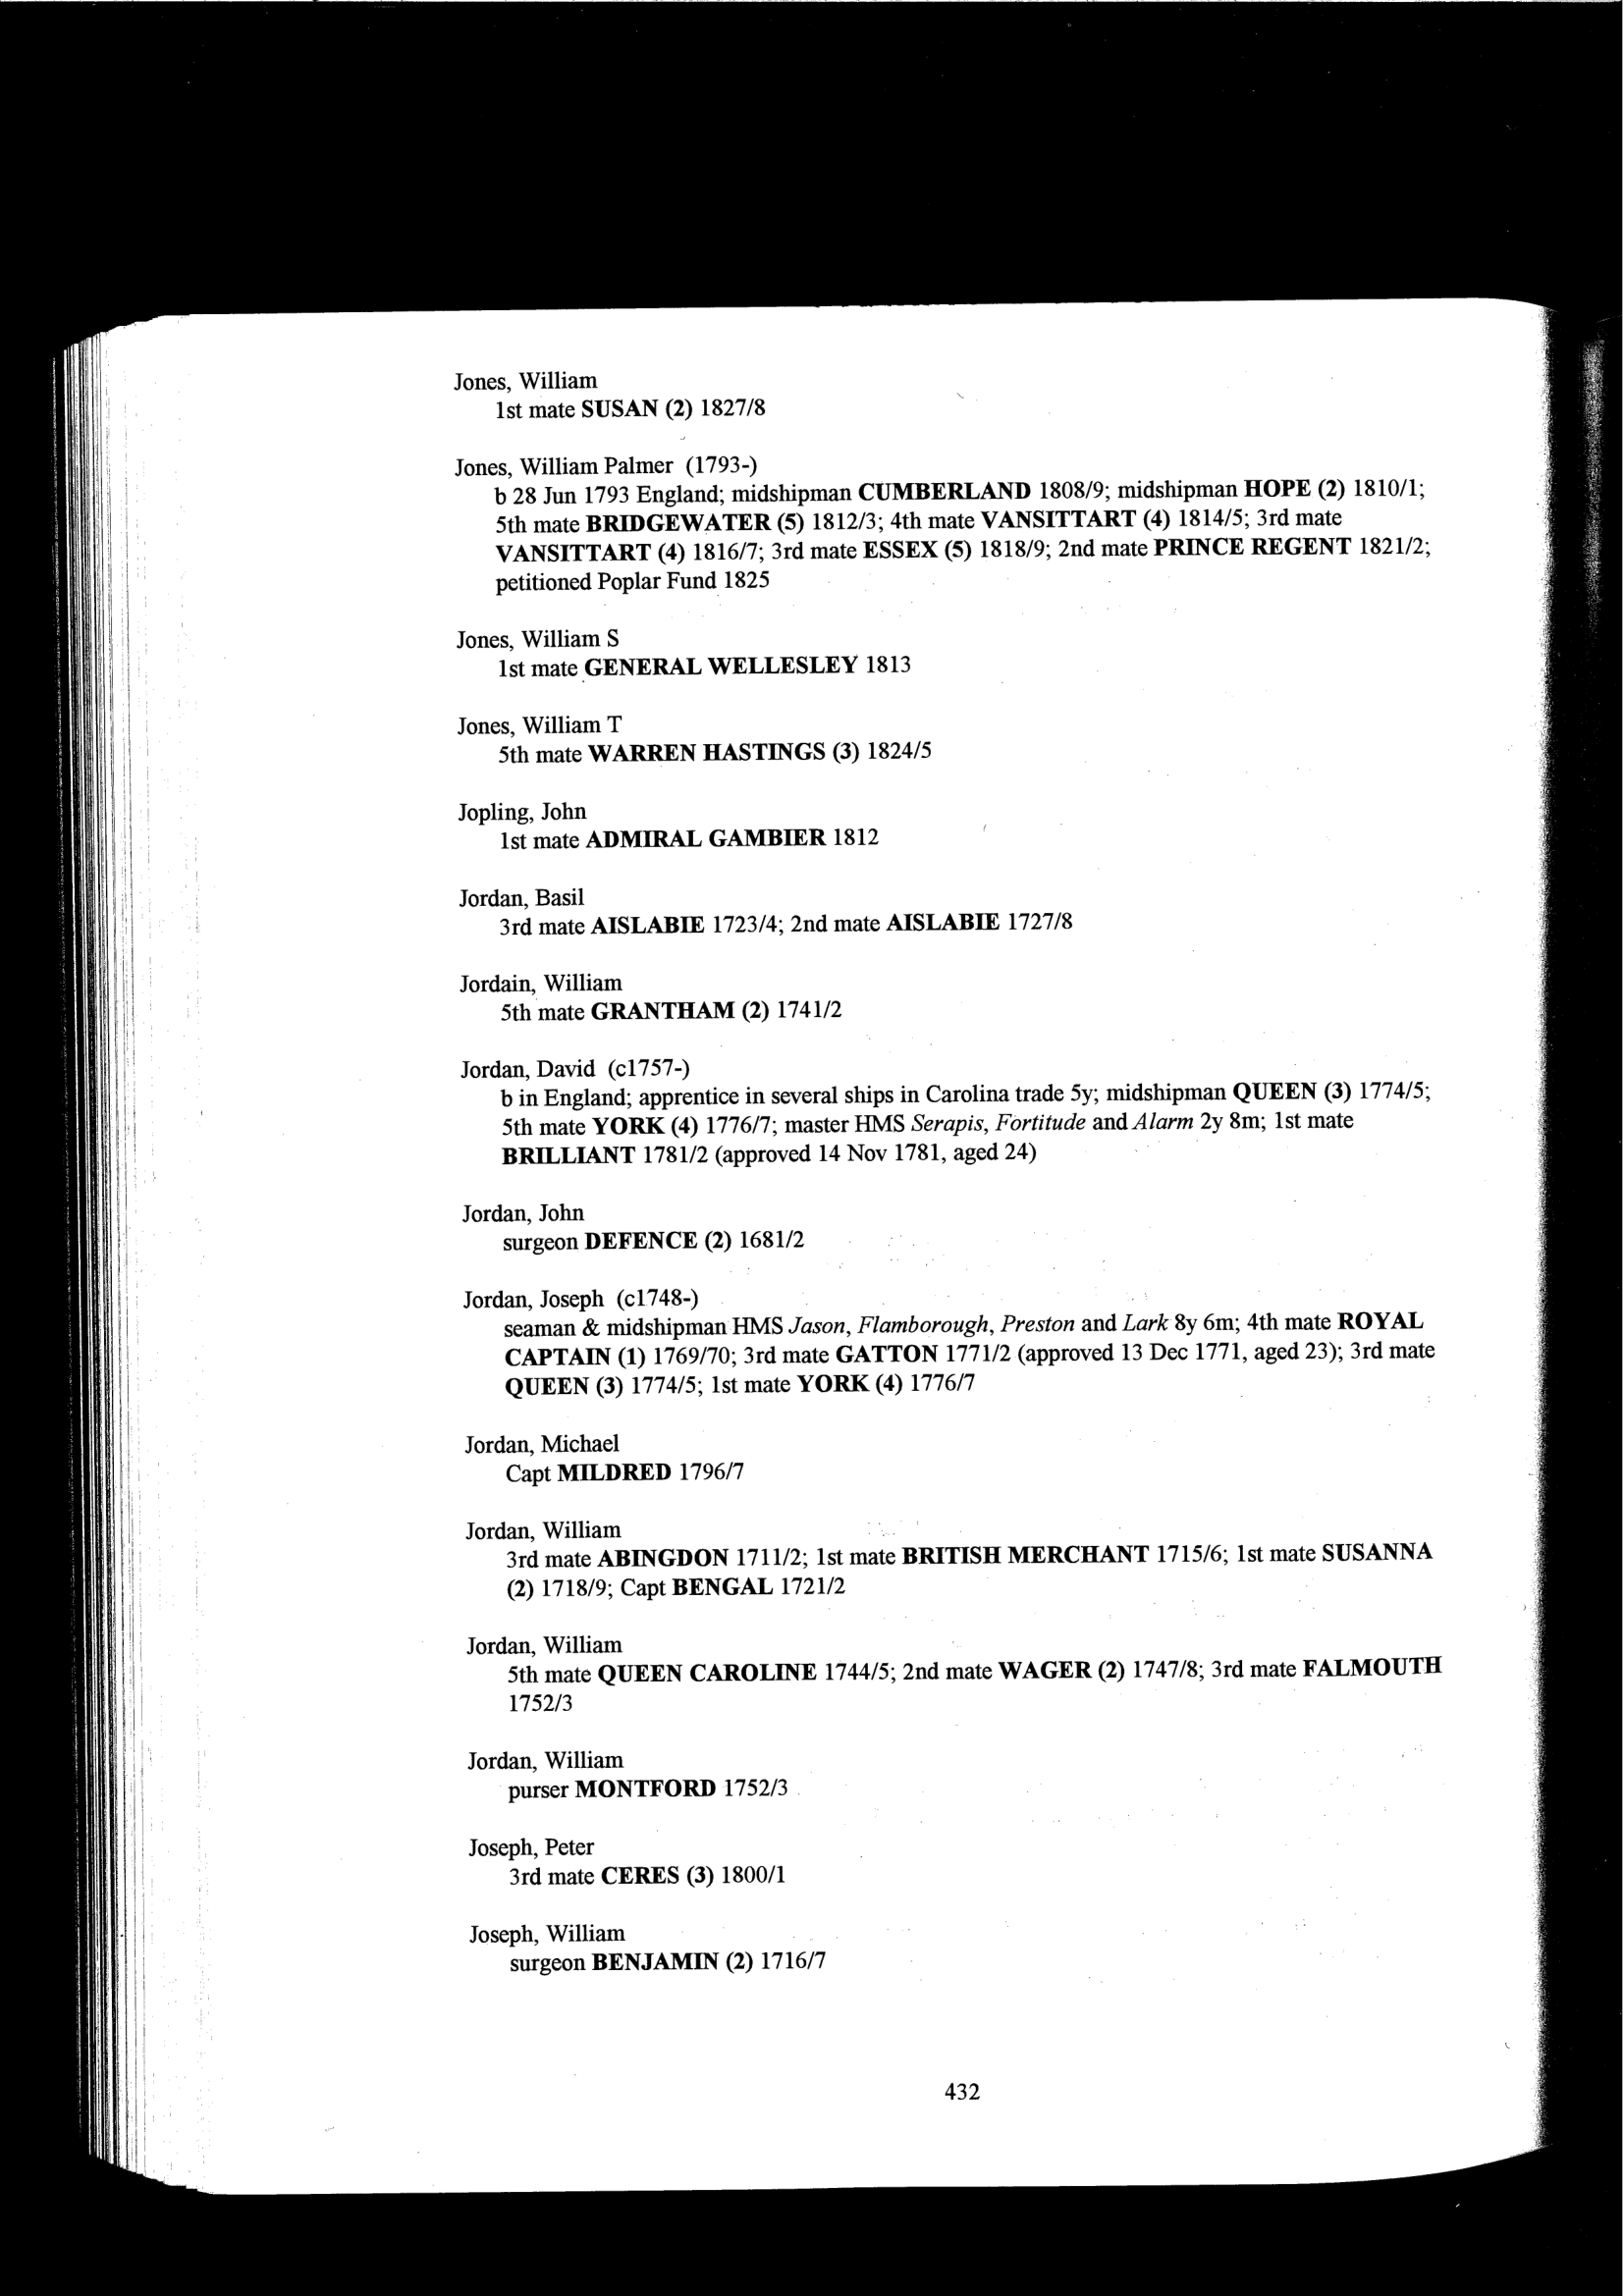 Jones, William
1st mate SUSAN (2) 1827/8
Jones, William Palmer (1793-)
b 28 Jun 1793 England; midshipman CUMBERLAND 1808/9; midshipman HOPE (2) 1810/1;
5th mate BRIDGEWATER (5) 1812/3; 4th mate VANSITTART (4) 1814/5; 3rd mate
VANSITTART (4) 1816/7; 3rd mate ESSEX (5) 1818/9; 2nd mate PRINCE REGENT 1821/2;
petitioned Poplar Fund 1825
Jones, William S
1st mate GENERAL WELLESLEY 1813
Jones, William T
5th mate WARREN HASTINGS (3) 1824/5
Jopling, John
1st mate ADMIRAL GAMBIER 1812
Jordan, Basil
3rd mate AISLABIE 1723/4; 2nd mate AISLABIE 1727/8
Jordain, William
5th mate GRANTHAM (2) 1741/2
Jordan, David (c1757-)
b in England; apprentice in several ships in Carolina trade 5y; midshipman QUEEN (3) 1774/5;
5th mate YORK (4) 1776/7; master HMS Serapis, Fortitude and Alarm 2y 8m; 1st mate
BRILLIANT 1781/2 (approved 14 Nov 1781, aged 24)
Jordan, John
surgeon DEFENCE (2) 1681/2
Jordan, Joseph (c1748-)
seaman & midshipman HMS Jason, Flamborough, Preston and Lark 8y 6m; 4th mate ROYAL
CAPTAIN (1) 1769/70; 3rd mate GATTON 1771/2 (approved 13 Dec 1771, aged 23); 3rd mate
QUEEN (3) 1774/5; 1st mate YORK (4) 1776/7
Jordan, Michael
Capt MILDRED 1796/7
Jordan, William
3rd mate ABINGDON 1711/2; 1st mate BRITISH MERCHANT 1715/6; 1st mate SUSANNA
(2) 1718/9; Capt BENGAL 1721/2
Jordan, William
5th mate QUEEN CAROLINE 1744/5; 2nd mate WAGER (2) 1747/8; 3rd mate FALMOUTH
1752/3
Jordan, William
purser MONTFORD 1752/3
Joseph, Peter
3rd mate CERES (3) 1800/1
Joseph, William
surgeon BENJAMIN (2) 1716/7
432